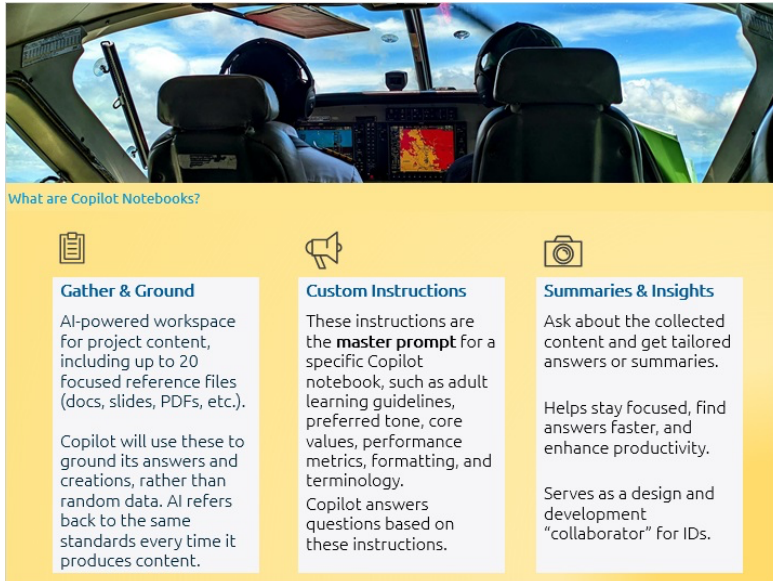 What are Copilot Notebooks?
Gather & Ground
AI-powered workspace
for project content,
including up to 20
focused reference files
(docs, slides, PDFs, etc.).
Copilot will use these to
ground its answers and
creations, rather than
random data. AI refers
back to the same
standards every time it
produces content.
Custom Instructions
These instructions are
the master prompt for a
specific Copilot
notebook, such as adult
learning guidelines,
preferred tone, core
values, performance
metrics, formatting, and
terminology.
Copilot answers
questions based on
these instructions.
Summaries & Insights
Ask about the collected
content and get tailored
answers or summaries.
Helps stay focused, find
answers faster, and
enhance productivity.
Serves as a design and
development
“collaborator” for IDs.